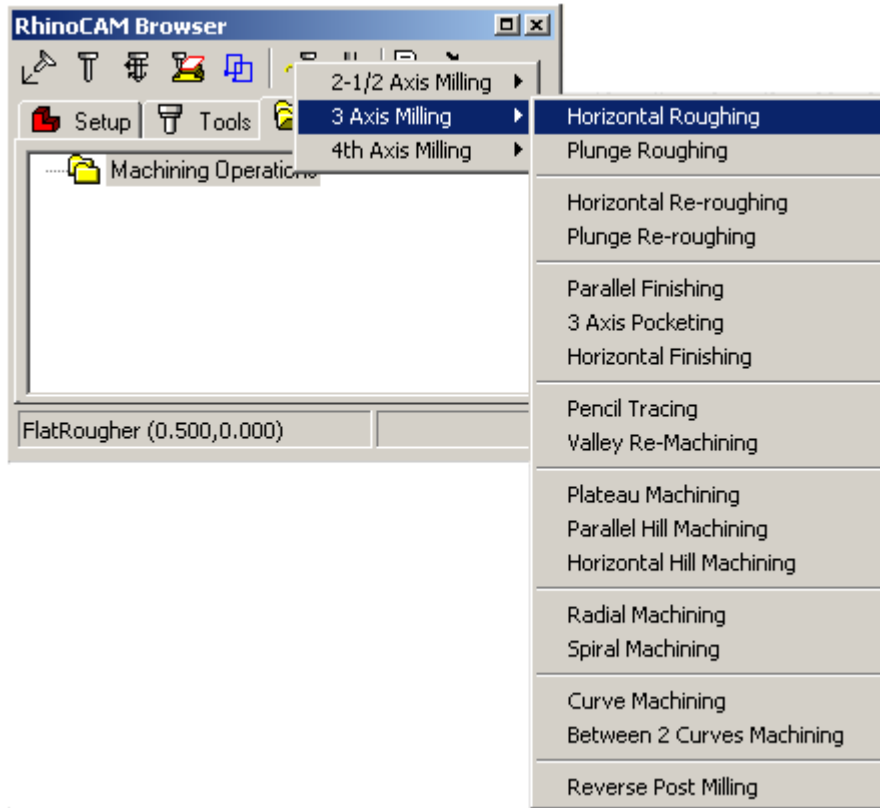 RhinoCAM Browser
2-1/2 Axis Milling
3 Axis Milling
4th Axis Milling
Setup
Tools
Machining Operations
FlatRougher (0.500,0.000)
Horizontal Roughing
Plunge Roughing
Horizontal Re-roughing
Plunge Re-roughing
Parallel Finishing
3 Axis Pocketing
Horizontal Finishing
Pencil Tracing
Valley Re-Machining
Plateau Machining
Parallel Hill Machining
Horizontal Hill Machining
Radial Machining
Spiral Machining
Curve Machining
Between 2 Curves Machining
Reverse Post Milling